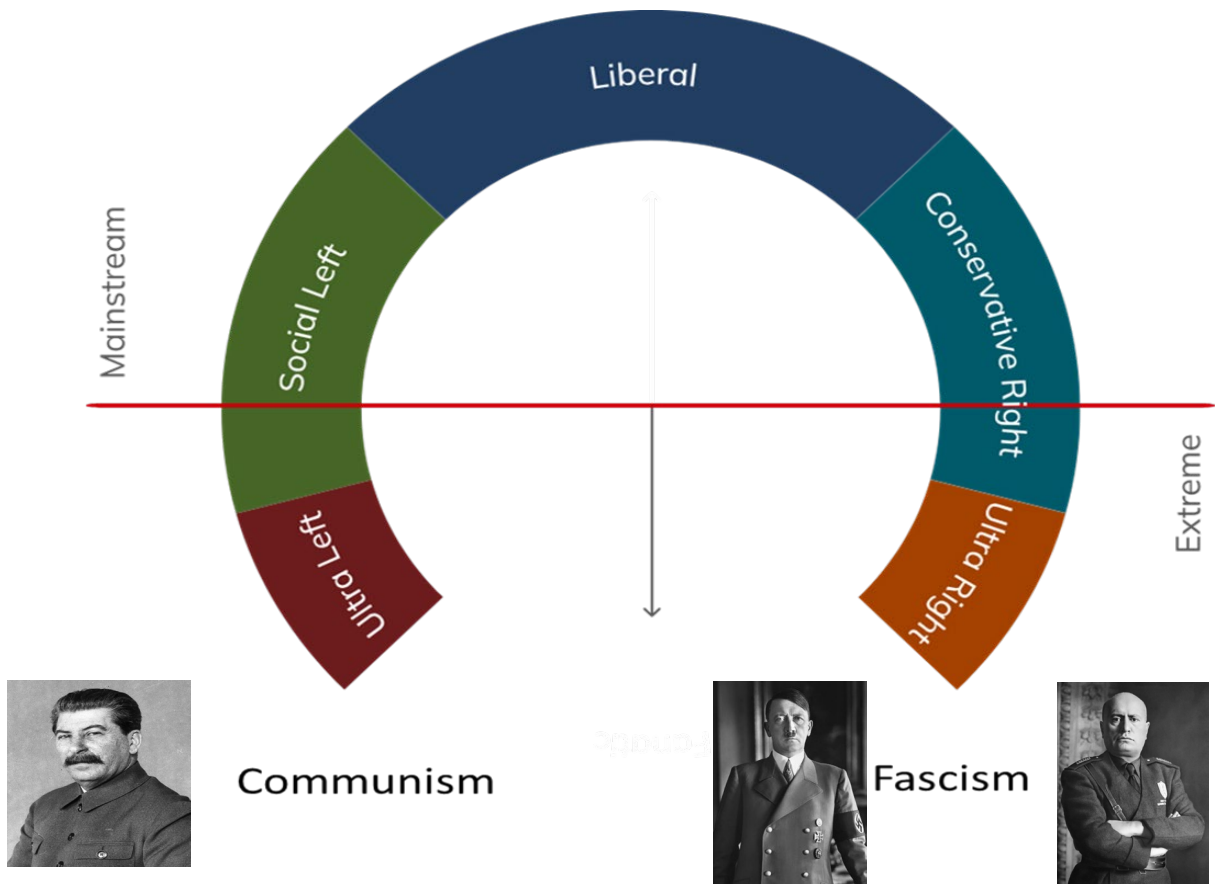 Liberal
Mainstream
Social Left
Conservative Right
Extreme
Ultra Left
Ultra Right
Communism
Fascism